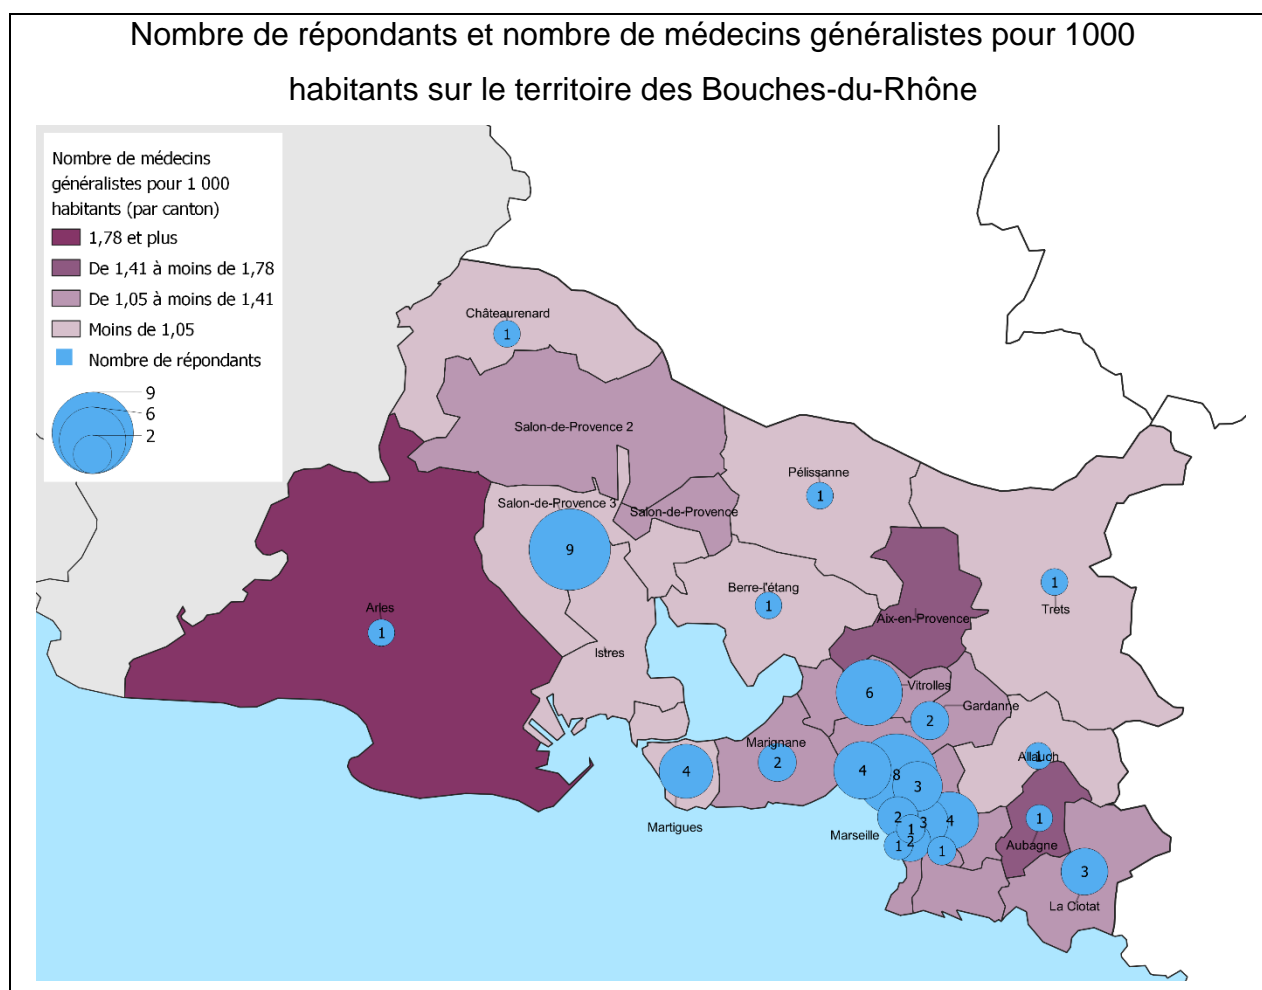 Nombre de répondants et nombre de médecins généralistes pour 1000
habitants sur le territoire des Bouches-du-Rhône
Nombre de médecins
généralistes pour 1 000
habitants (par canton)
1,78 et plus
De 1,41 à moins de 1,78
De 1,05 à moins de 1,41
Moins de 1,05
Nombre de répondants
9
6
2
Châteaurenard
1
Salon-de-Provence 2
Pélissanne
1
Salon-de-Provence 3
Salon-de-Provence
9
Berre-l'étang
1
1
Trets
Arles
1
Aix-en-Provence
Istres
6
Vitrolles
Gardanne
2
Marignane
2
4
Martigues
Allauch
1
4
8
3
2
3
4
1
1
2
1
Marseille
1
Aubagne
3
La Ciotat